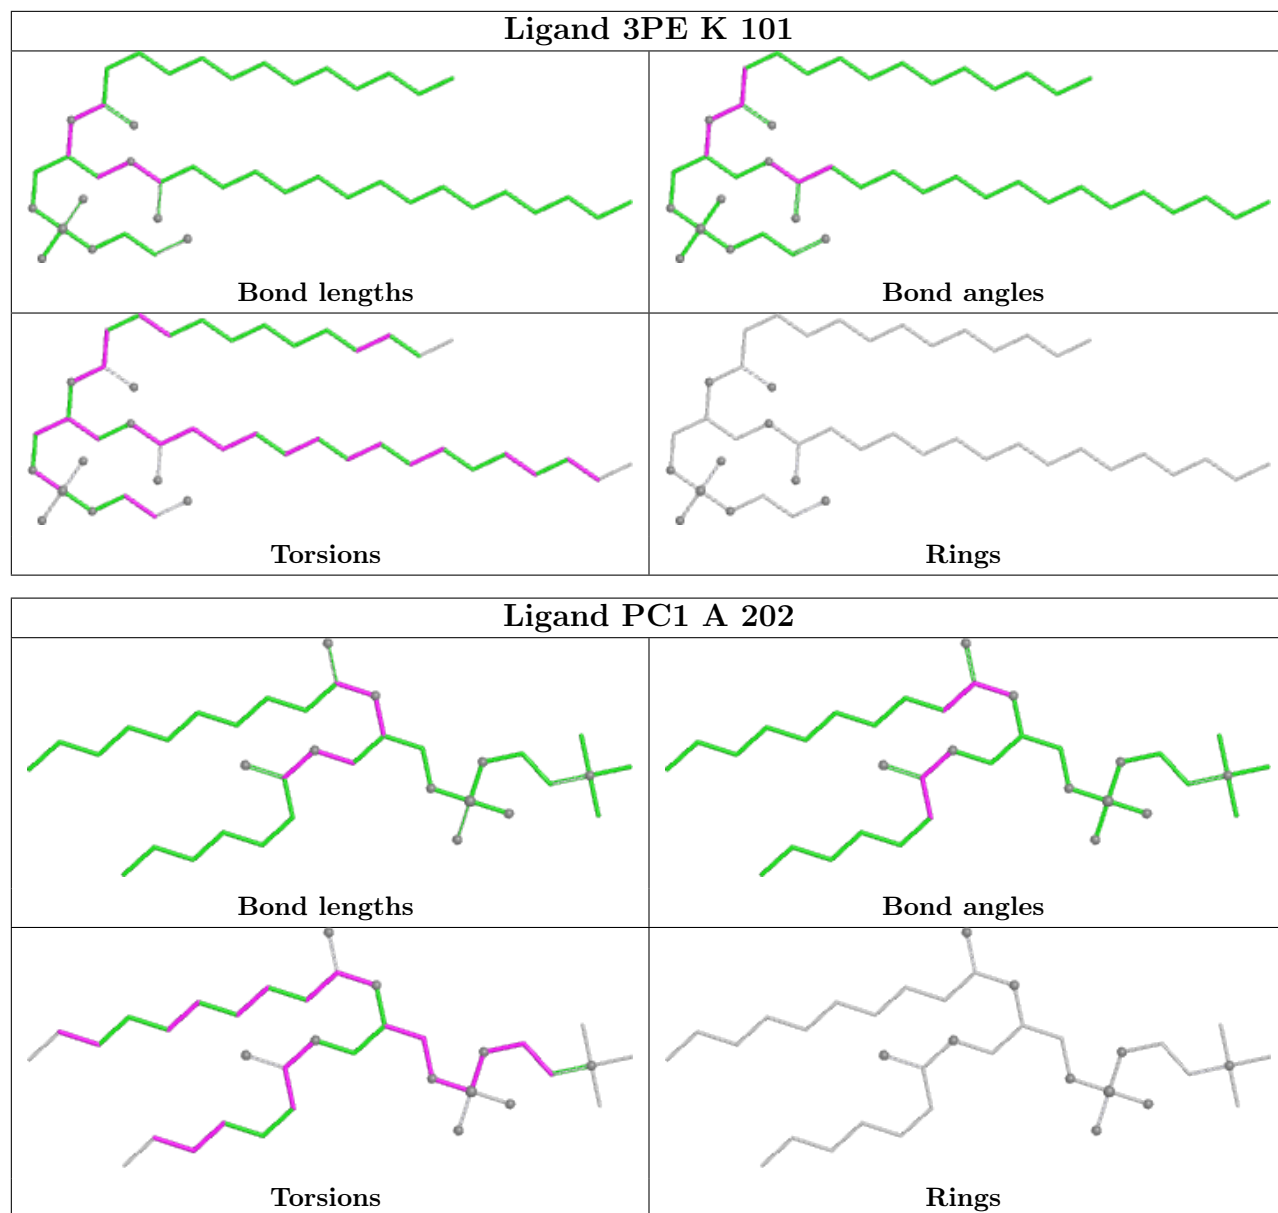 Ligand 3PE K 101
Bond lengths
Bond angles
Torsions
Rings
Ligand PC1 A 202
Bond lengths
Bond angles
Torsions
Rings